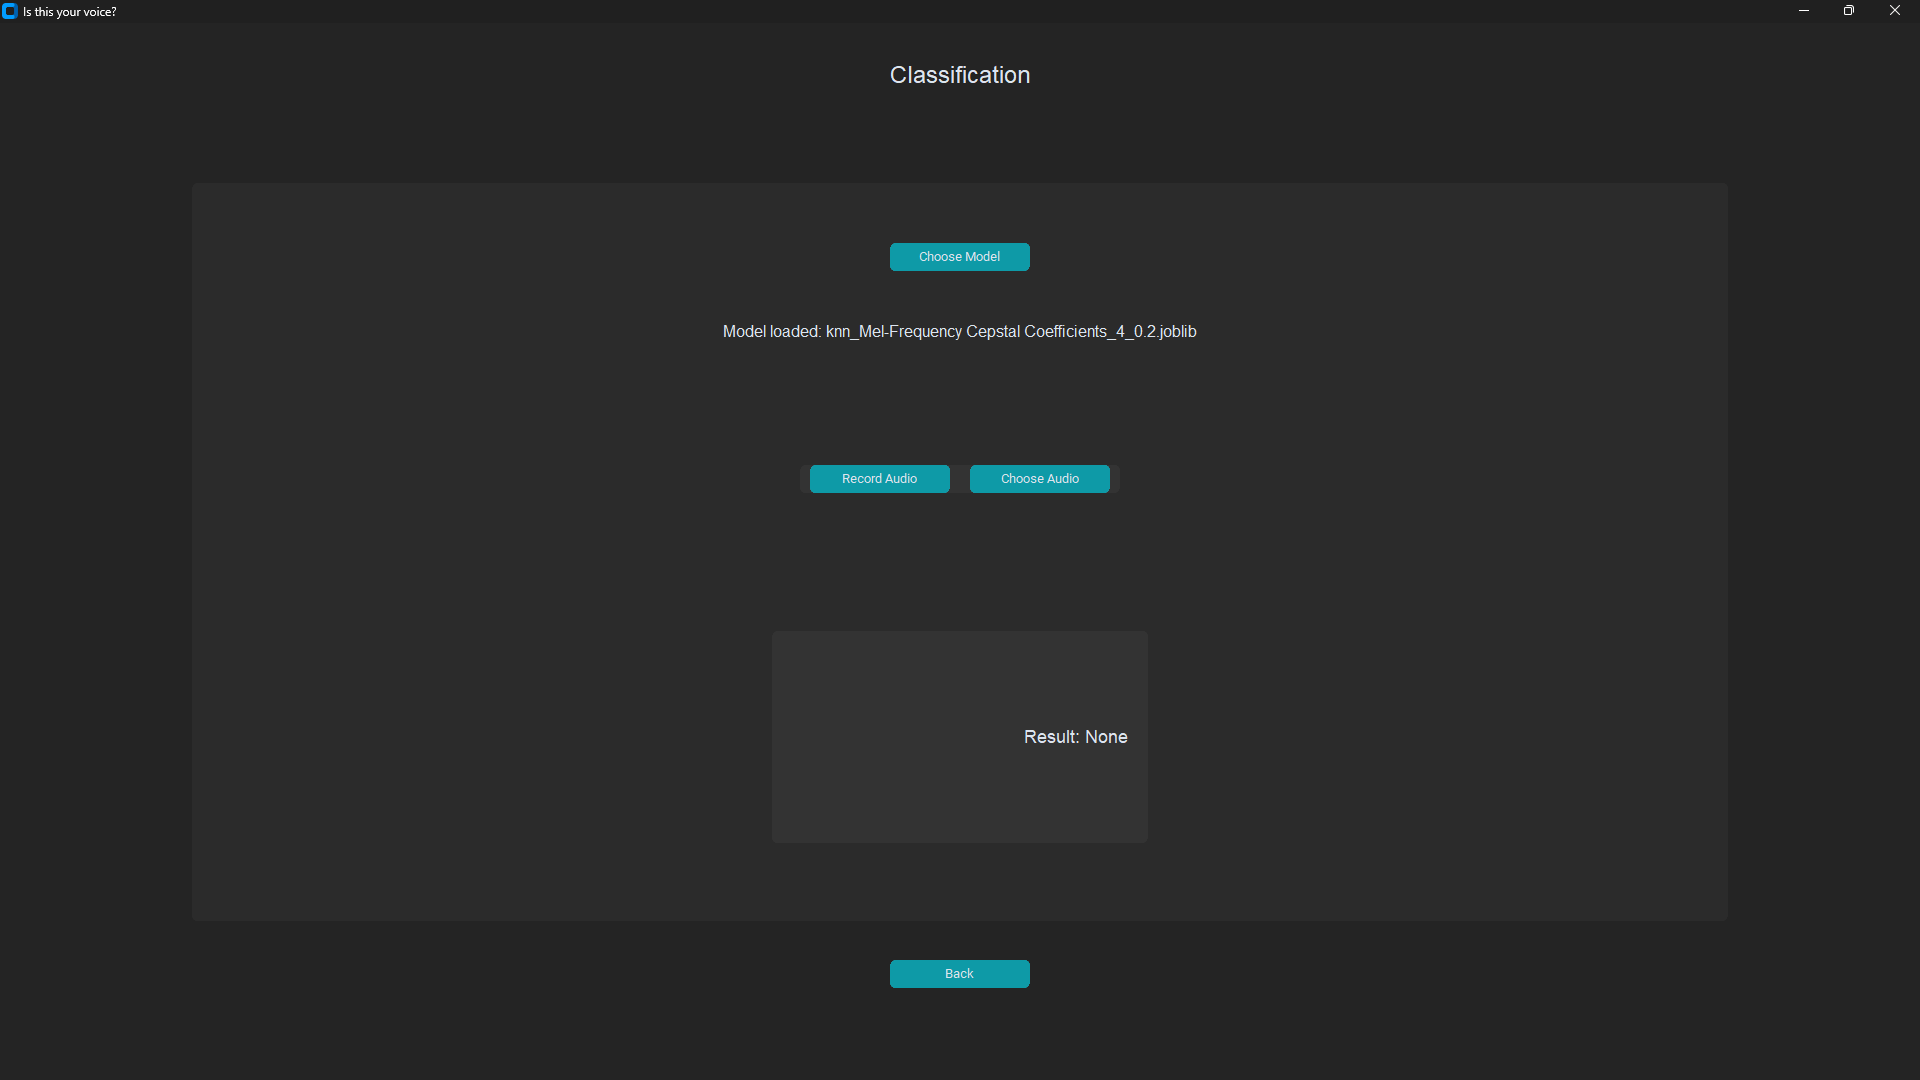 Is this your voice?
Classification
Choose Model
Model loaded: knn_Mel-Frequency Cepstal Coefficients_4_0.2.joblib
Record Audio
Choose Audio
Result: None
Back